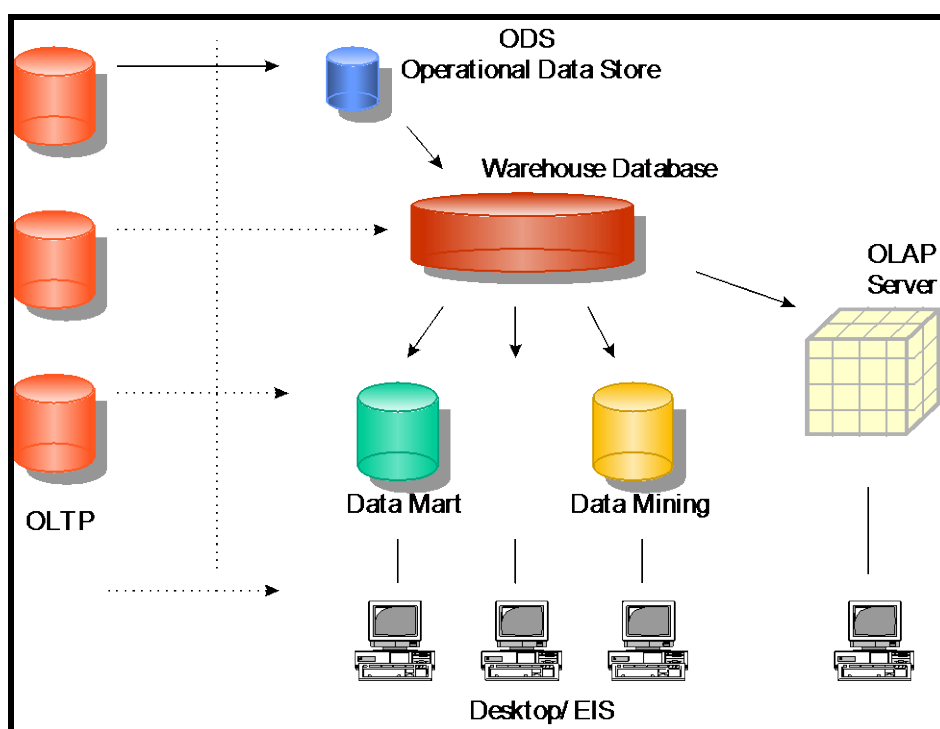 ODS
Operational Data Store
Warehouse Database
OLAP
Server
Data Mart
Data Mining
OLTP
Desktop/ EIS